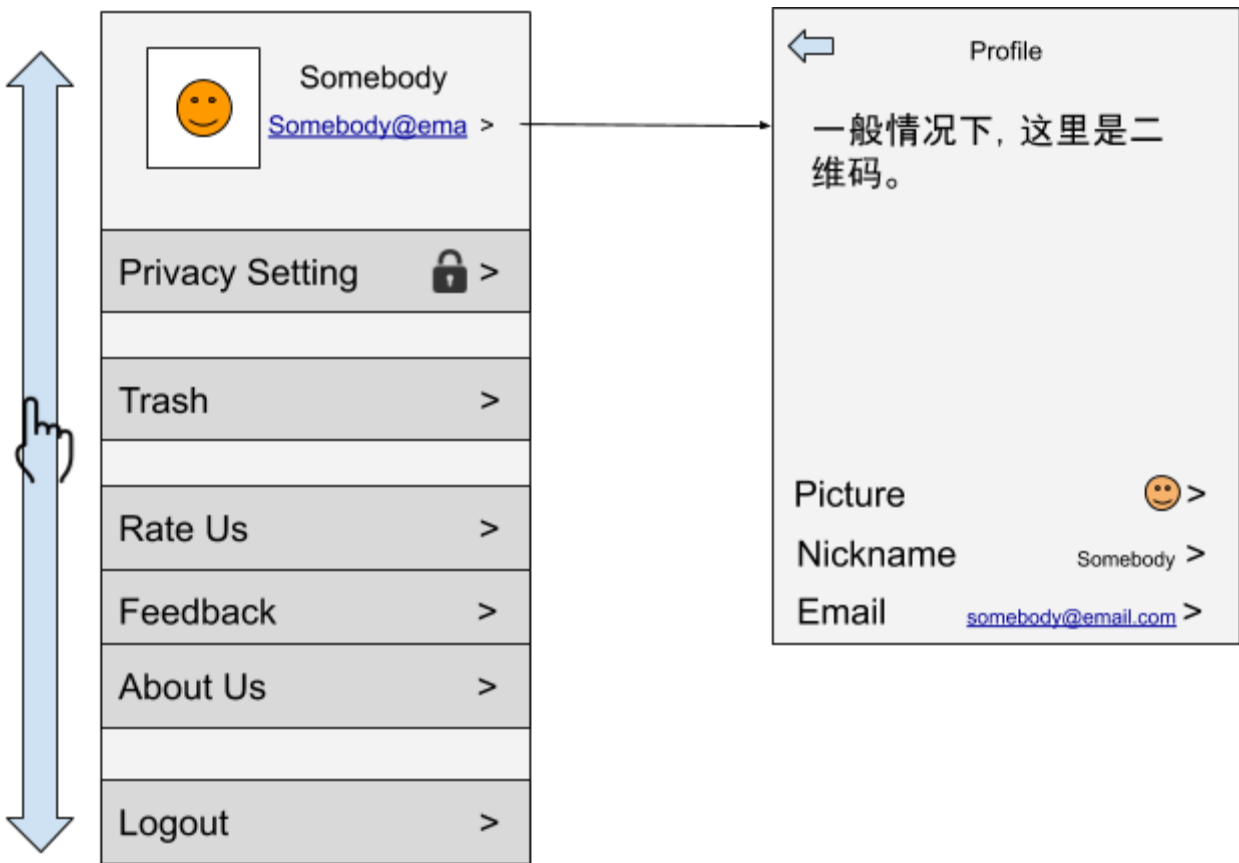 Somebody
Somebody@ema >
Privacy Setting >
Trash >
Rate Us >
Feedback >
About Us >
Logout >
Profile
一般情况下, 这里是二
维码。
Picture >
Nickname Somebody >
Email somebody@email.com >